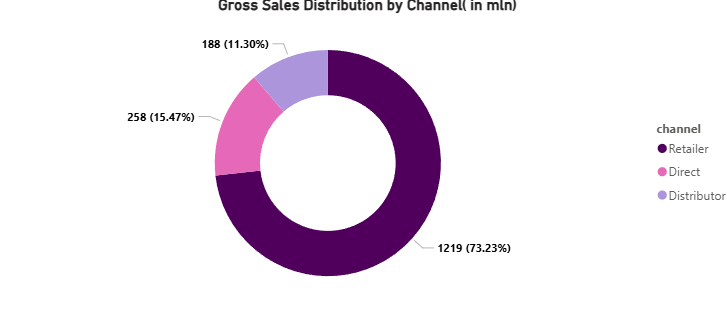 Gross Sales Distribution by Channel( in mln)
188 (11.30%)
258 (15.47%)
1219 (73.23%)
channel
Retailer
Direct
Distributor